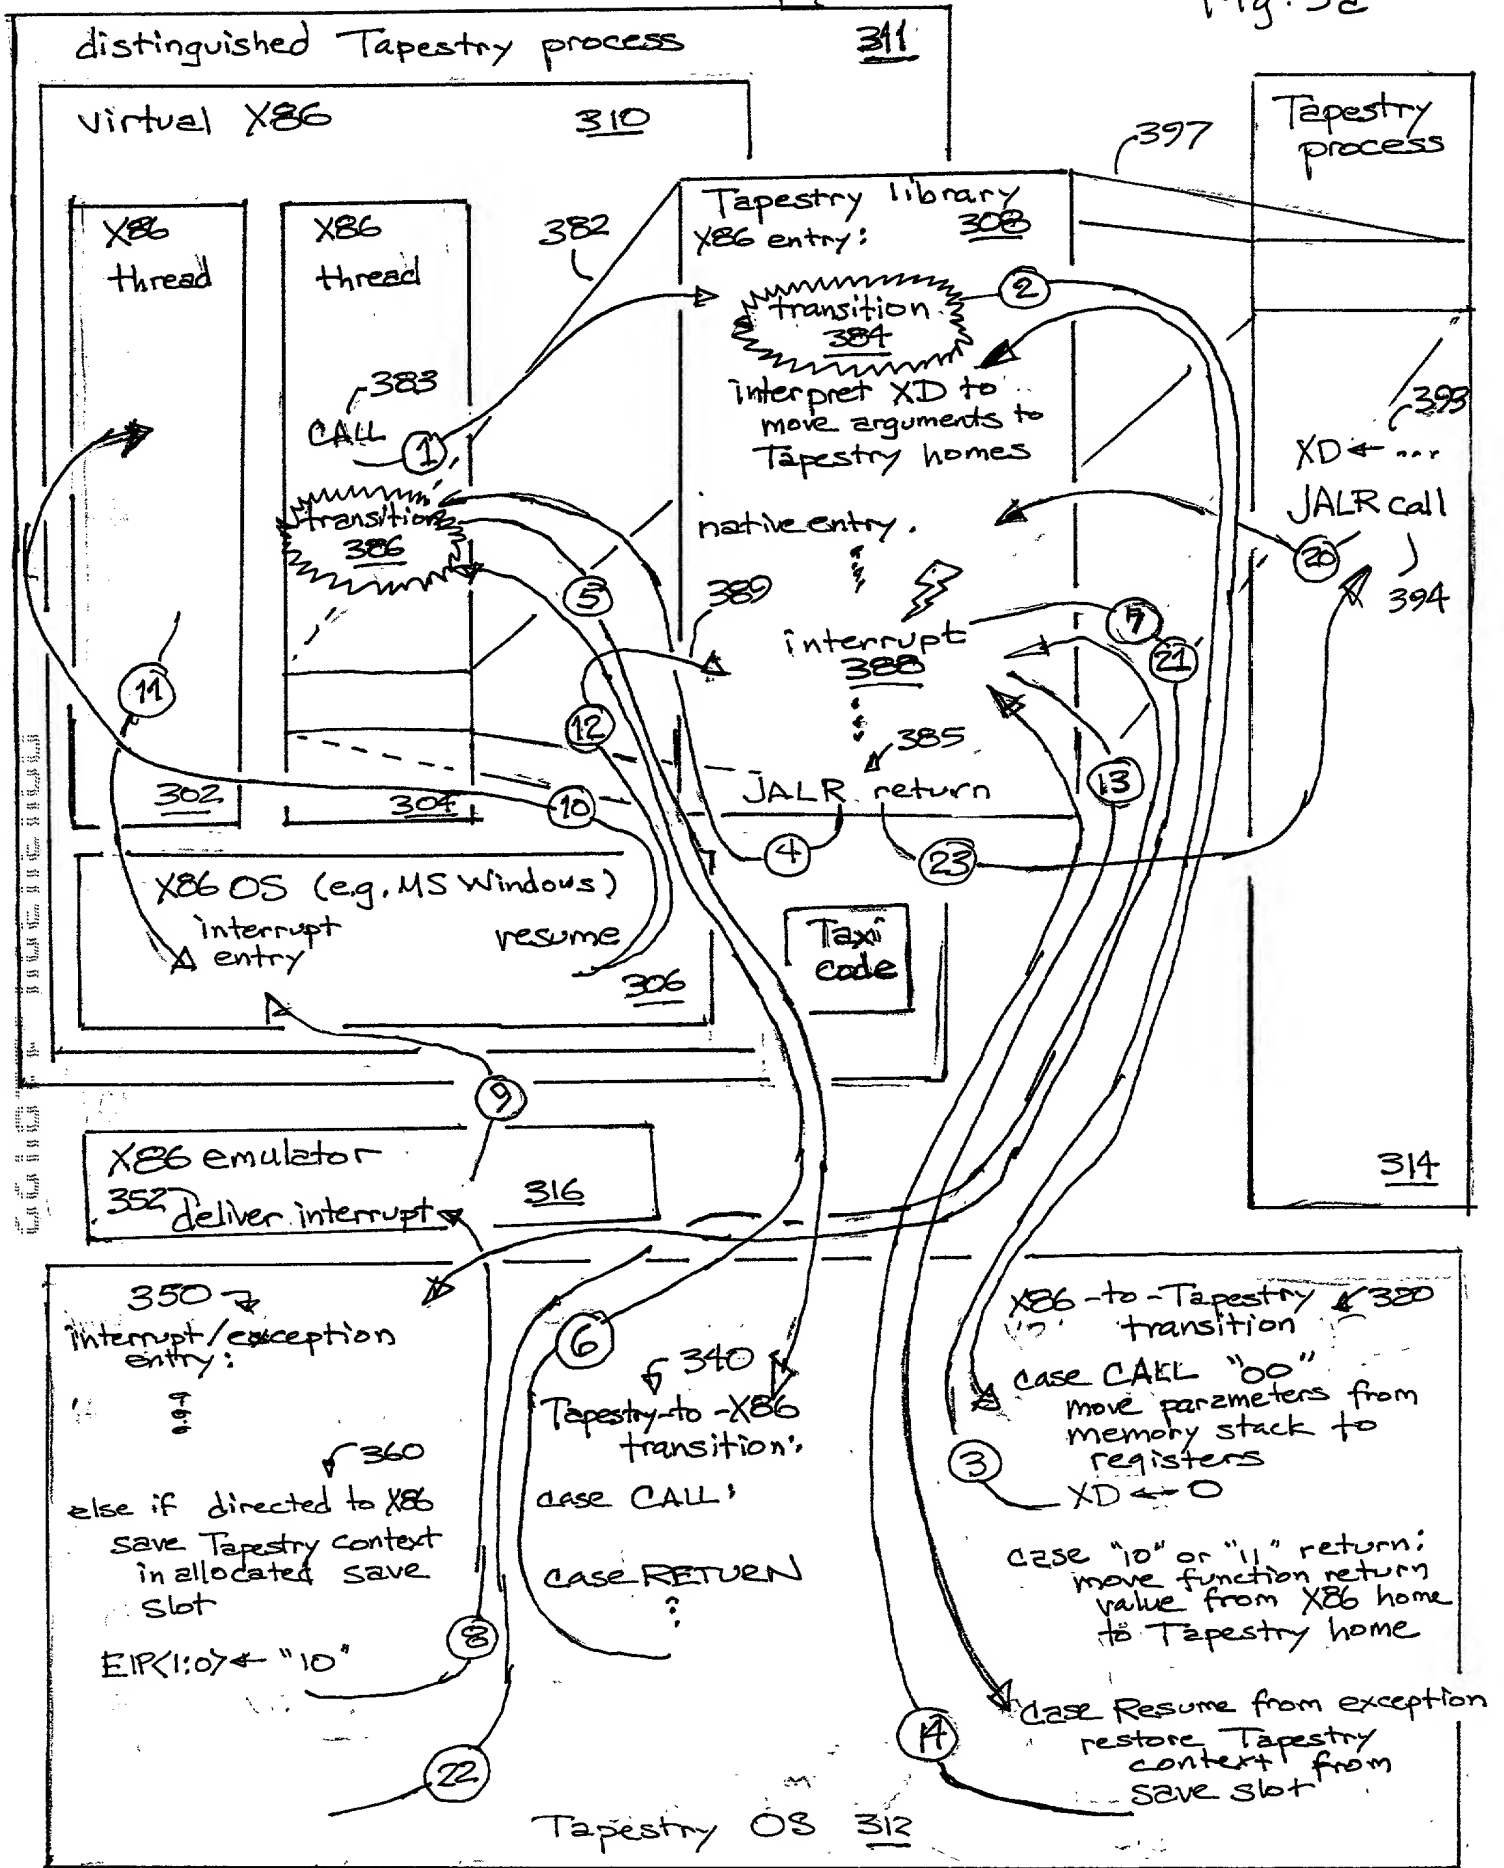 Fig. 3a
distinguished Tapestry process 311
virtual X86 310
X86
thread
302
X86
thread
383
CALL
1
transition
386
304
382
Tapestry library
308
X86 entry:
transition
384
2
interpret XD to
move arguments to
Tapestry homes
native entry.
389
interrupt
388
385
JALR return
397
Tapestry
process
393
XD ← ...
JALR call
20
394
314
5
7
21
11
12
13
10
4
23
X86 OS (e.g. MS Windows)
interrupt
entry
resume
306
Taxi
code
9
X86 emulator
316
352
deliver interrupt
350
interrupt/exception
entry:
360
else if directed to X86
save Tapestry context
in allocated save
slot
8
EIP<1:0> ← "10"
22
6
340
Tapestry-to-X86
transition:
case CALL:
case RETURN
:
X86-to-Tapestry 320
transition
case CALL "00"
move parameters from
memory stack to
registers
3
XD ← 0
case "10" or "11" return:
move function return
value from X86 home
to Tapestry home
case Resume from exception
restore Tapestry
context from
save slot
14
Tapestry OS 312